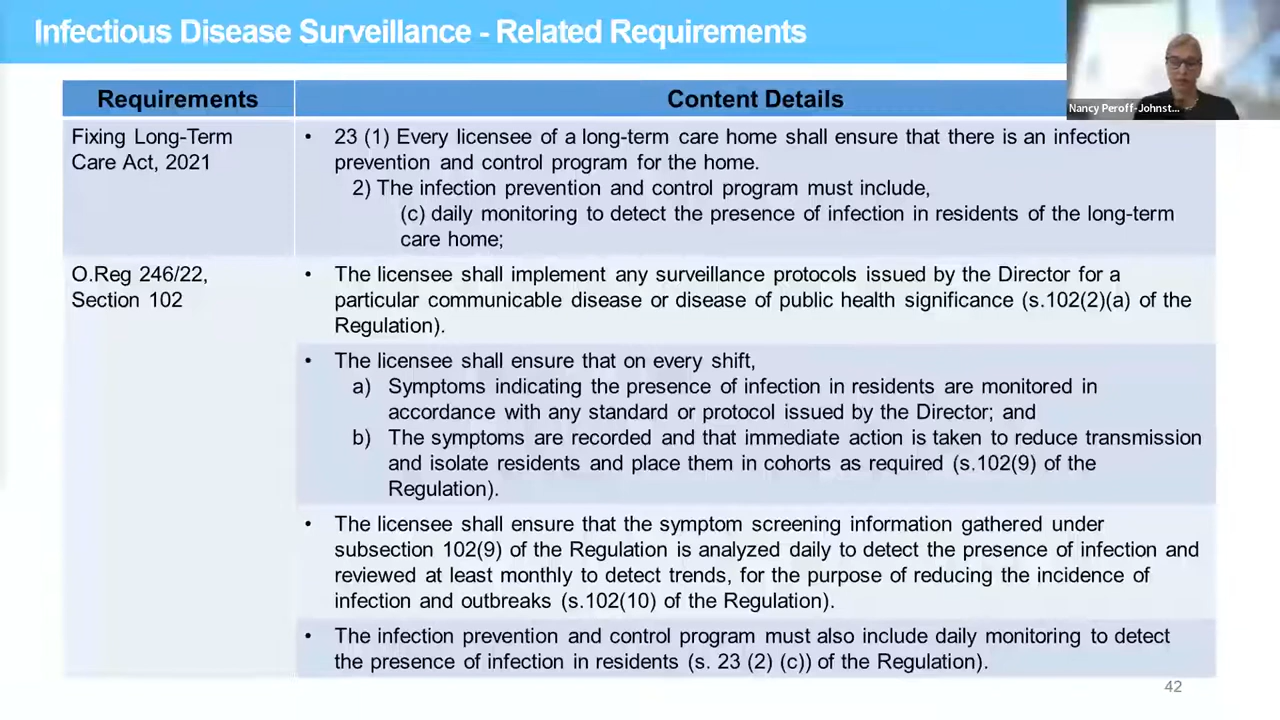 Infectious Disease Surveillance - Related Requirements
Nancy Peroff-Johnst...
Requirements
Content Details
Fixing Long-Term
Care Act, 2021
• 23 (1) Every licensee of a long-term care home shall ensure that there is an infection
prevention and control program for the home.
2) The infection prevention and control program must include,
(c) daily monitoring to detect the presence of infection in residents of the long-term
care home;
O.Reg 246/22,
Section 102
• The licensee shall implement any surveillance protocols issued by the Director for a
particular communicable disease or disease of public health significance (s.102(2)(a) of the
Regulation).
• The licensee shall ensure that on every shift,
a) Symptoms indicating the presence of infection in residents are monitored in
accordance with any standard or protocol issued by the Director; and
b) The symptoms are recorded and that immediate action is taken to reduce transmission
and isolate residents and place them in cohorts as required (s.102(9) of the
Regulation).
• The licensee shall ensure that the symptom screening information gathered under
subsection 102(9) of the Regulation is analyzed daily to detect the presence of infection and
reviewed at least monthly to detect trends, for the purpose of reducing the incidence of
infection and outbreaks (s.102(10) of the Regulation).
• The infection prevention and control program must also include daily monitoring to detect
the presence of infection in residents (s. 23 (2) (c)) of the Regulation).
42